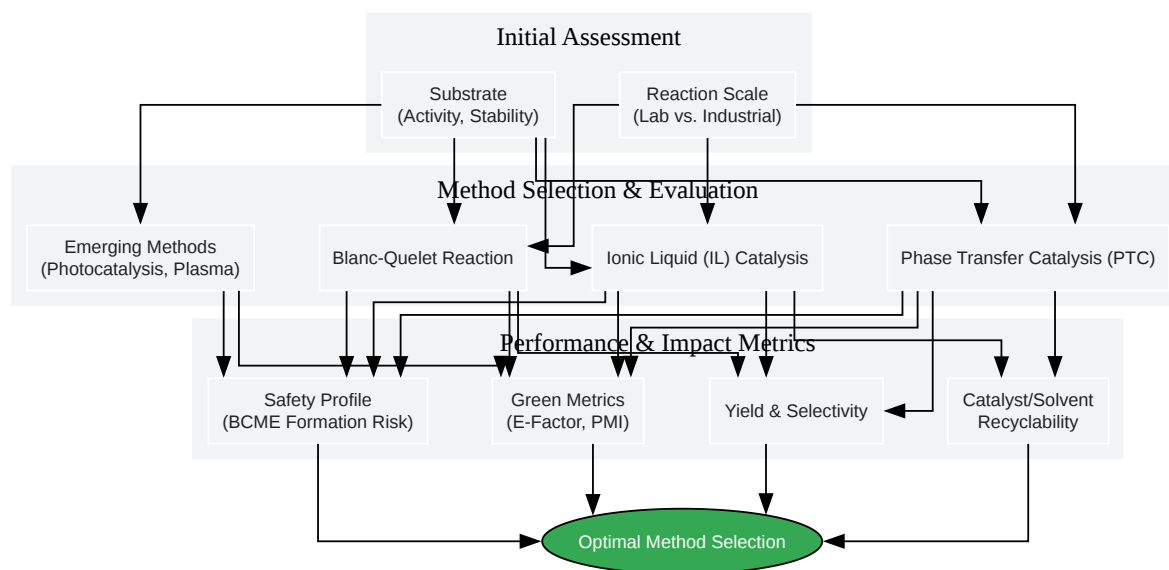 Initial Assessment
Substrate
(Activity, Stability)
Reaction Scale
(Lab vs. Industrial)
Method Selection & Evaluation
Emerging Methods
(Photocatalysis, Plasma)
Blanc-Quelet Reaction
Ionic Liquid (IL) Catalysis
Phase Transfer Catalysis (PTC)
Performance & Impact Metrics
Safety Profile
(BCME Formation Risk)
Green Metrics
(E-Factor, PMI)
Yield & Selectivity
Catalyst/Solvent
Recyclability
Optimal Method Selection